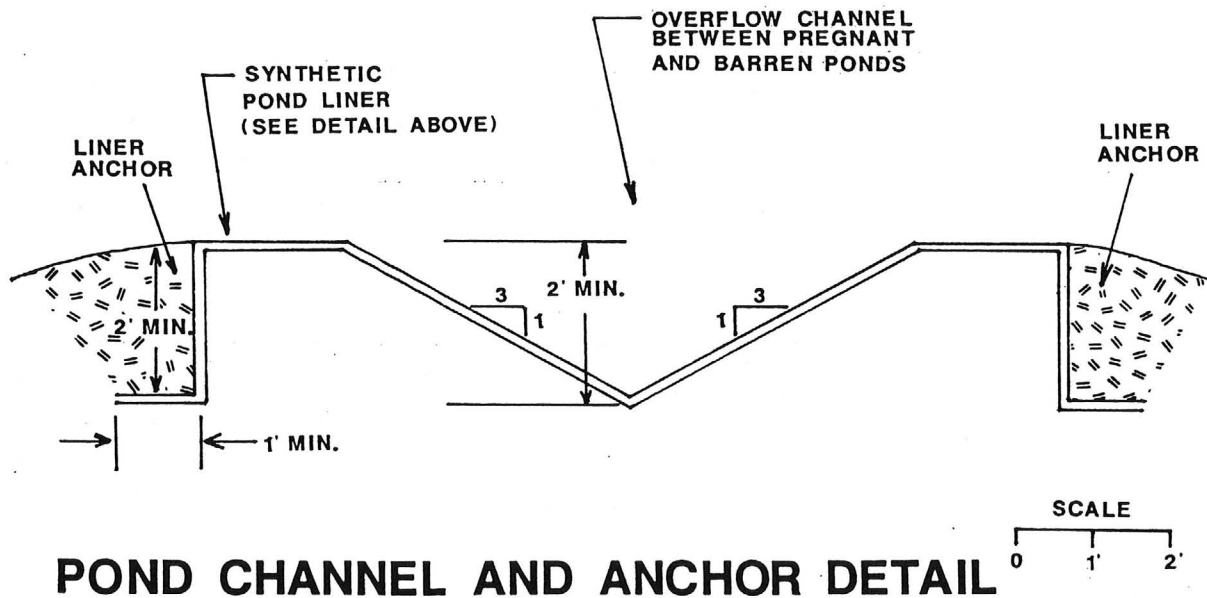 OVERFLOW CHANNEL
BETWEEN PREGNANT
AND BARREN PONDS
SYNTHETIC
POND LINER
(SEE DETAIL ABOVE)
LINER
ANCHOR
LINER
ANCHOR
2' MIN.
3
1
2' MIN.
3
1
1' MIN.
SCALE
0 1' 2'
POND CHANNEL AND ANCHOR DETAIL